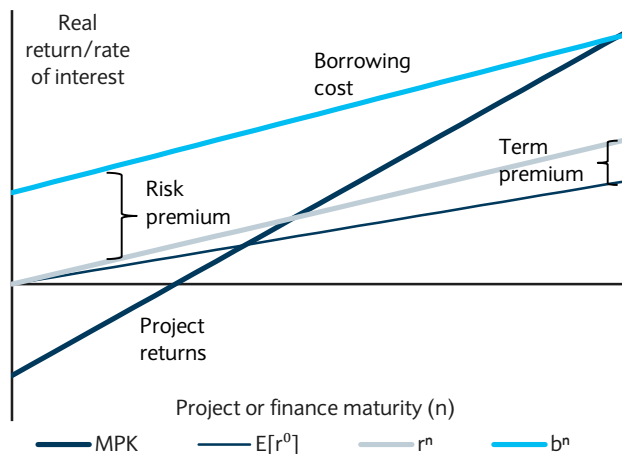 Real
return/rate
of interest
Borrowing
cost
Term
premium
Risk
premium
Project
returns
Project or finance maturity (n)
MPK E[r⁰] rⁿ bⁿ